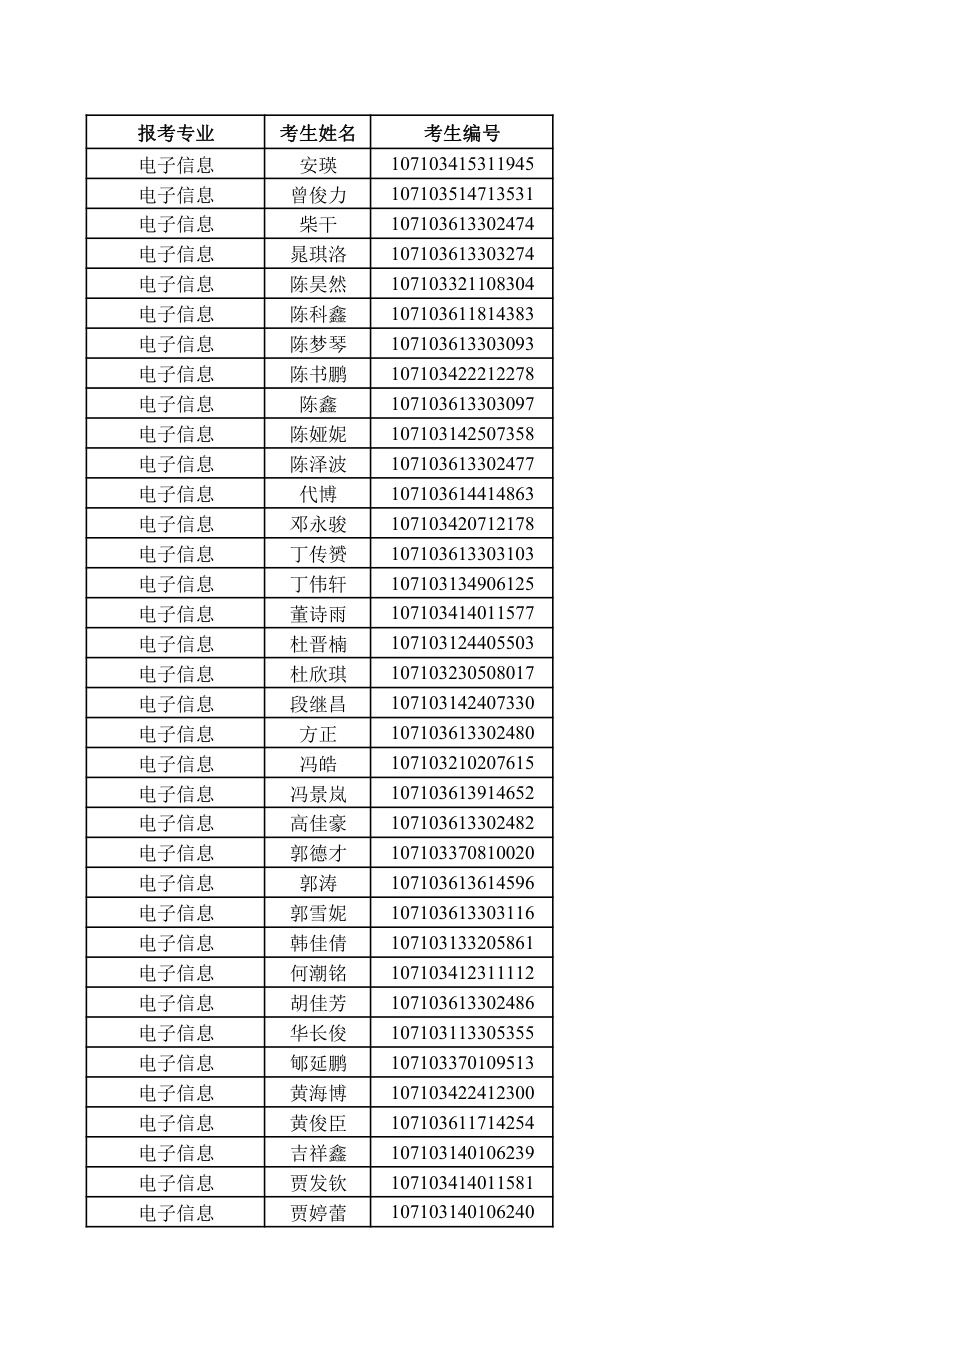 报考专业 考生姓名 考生编号
电子信息 安瑛 107103415311945
电子信息 曾俊力 107103514713531
电子信息 柴干 107103613302474
电子信息 晁琪洛 107103613303274
电子信息 陈昊然 107103321108304
电子信息 陈科鑫 107103611814383
电子信息 陈梦琴 107103613303093
电子信息 陈书鹏 107103422212278
电子信息 陈鑫 107103613303097
电子信息 陈娅妮 107103142507358
电子信息 陈泽波 107103613302477
电子信息 代博 107103614414863
电子信息 邓永骏 107103420712178
电子信息 丁传赟 107103613303103
电子信息 丁伟轩 107103134906125
电子信息 董诗雨 107103414011577
电子信息 杜晋楠 107103124405503
电子信息 杜欣琪 107103230508017
电子信息 段继昌 107103142407330
电子信息 方正 107103613302480
电子信息 冯皓 107103210207615
电子信息 冯景岚 107103613914652
电子信息 高佳豪 107103613302482
电子信息 郭德才 107103370810020
电子信息 郭涛 107103613614596
电子信息 郭雪妮 107103613303116
电子信息 韩佳倩 107103133205861
电子信息 何潮铭 107103412311112
电子信息 胡佳芳 107103613302486
电子信息 华长俊 107103113305355
电子信息 郇延鹏 107103370109513
电子信息 黄海博 107103422412300
电子信息 黄俊臣 107103611714254
电子信息 吉祥鑫 107103140106239
电子信息 贾发钦 107103414011581
电子信息 贾婷蕾 107103140106240